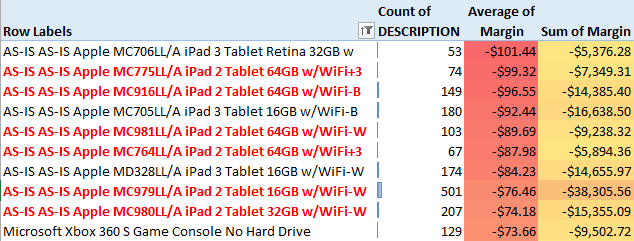 Row Labels Count of DESCRIPTION Average of Margin Sum of Margin
AS-IS AS-IS Apple MC706LL/A iPad 3 Tablet Retina 32GB w 53 -$101.44 -$5,376.28
AS-IS AS-IS Apple MC775LL/A iPad 2 Tablet 64GB w/WiFi+3 74 -$99.32 -$7,349.31
AS-IS AS-IS Apple MC916LL/A iPad 2 Tablet 64GB w/WiFi-B 149 -$96.55 -$14,385.40
AS-IS AS-IS Apple MC705LL/A iPad 3 Tablet 16GB w/WiFi-B 180 -$92.44 -$16,638.50
AS-IS AS-IS Apple MC981LL/A iPad 2 Tablet 64GB w/WiFi-W 103 -$89.69 -$9,238.32
AS-IS AS-IS Apple MC764LL/A iPad 2 Tablet 64GB w/WiFi+3 67 -$87.98 -$5,894.36
AS-IS AS-IS Apple MD328LL/A iPad 3 Tablet 16GB w/WiFi-W 174 -$84.23 -$14,655.97
AS-IS AS-IS Apple MC979LL/A iPad 2 Tablet 16GB w/WiFi-W 501 -$76.46 -$38,305.56
AS-IS AS-IS Apple MC980LL/A iPad 2 Tablet 32GB w/WiFi-W 207 -$74.18 -$15,355.09
Microsoft Xbox 360 S Game Console No Hard Drive 129 -$73.66 -$9,502.72